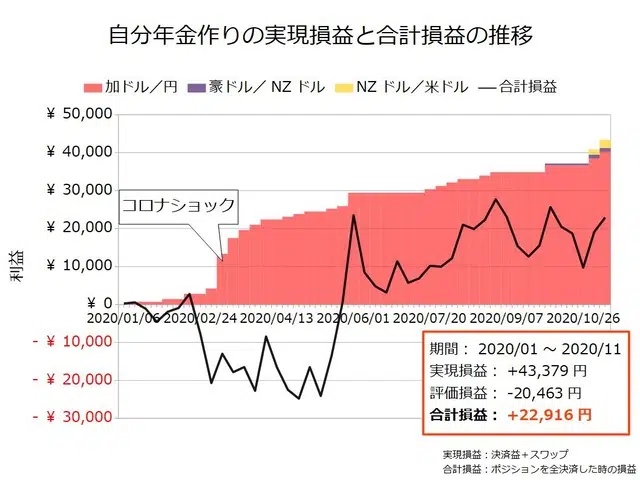 自分年金作りの実現損益と合計損益の推移
加ドル／円 豪ドル／NZドル NZドル／米ドル 合計損益
¥ 50,000
¥ 40,000
¥ 30,000
¥ 20,000
¥ 10,000
¥ 0
- ¥ 10,000
- ¥ 20,000
- ¥ 30,000
利益
コロナショック
2020/01/06 2020/02/24 2020/04/13 2020/06/01 2020/07/20 2020/09/07 2020/10/26
期間： 2020/01 ～ 2020/11
実現損益： +43,379 円
評価損益： -20,463 円
合計損益： +22,916 円
実現損益：決済益＋スワップ
合計損益：ポジションを全決済した時の損益